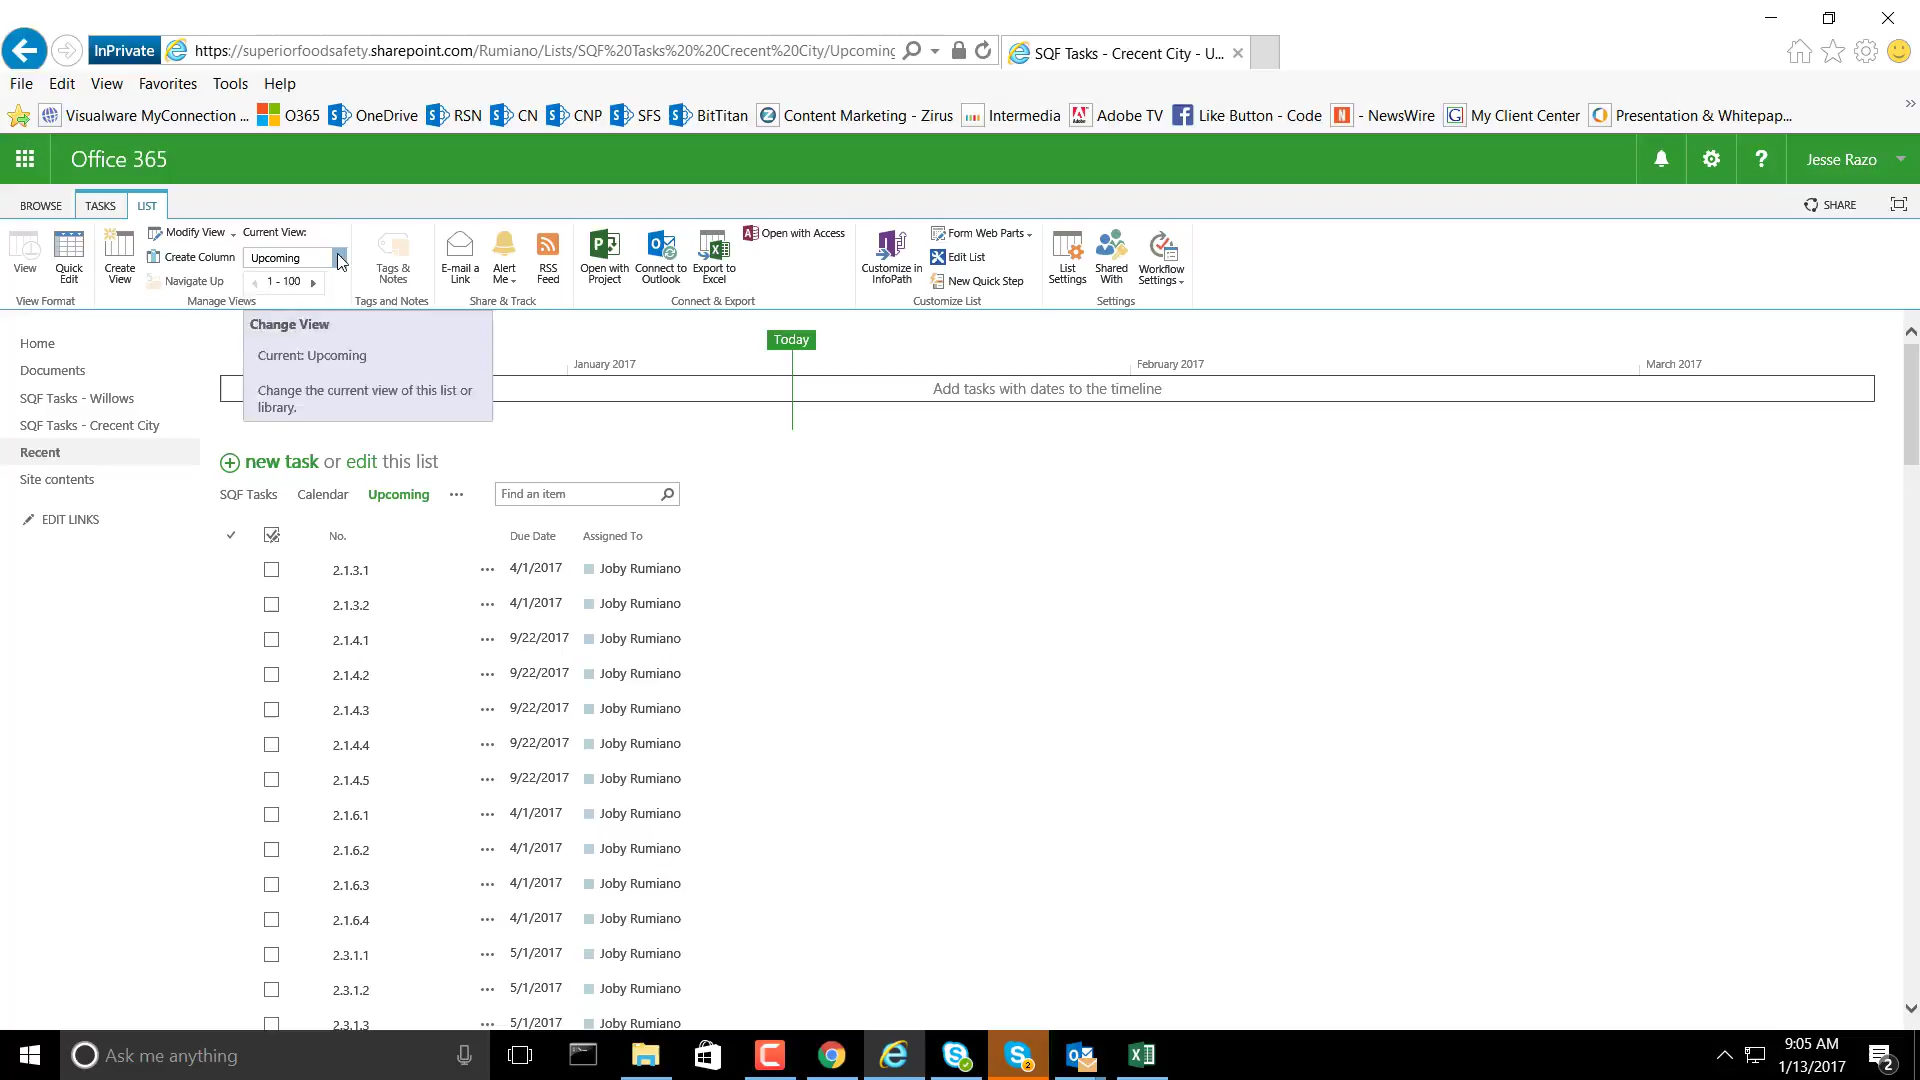 InPrivate
https://superiorfoodsafety.sharepoint.com/Rumiano/Lists/SQF%20Tasks%20%20Crecent%20City/Upcoming
SQF Tasks - Crecent City - U...
File Edit View Favorites Tools Help
Visualware MyConnection ... O365 OneDrive RSN CN CNP SFS BitTitan Content Marketing - Zirus Intermedia Adobe TV Like Button - Code - NewsWire My Client Center Presentation & Whitepap...
Office 365
Jesse Razo
BROWSE TASKS LIST
SHARE
View
Quick Edit
View Format
Create View
Modify View
Create Column
Navigate Up
Current View:
Upcoming
1 - 100
Manage Views
Tags & Notes
Tags and Notes
E-mail a Link
Alert Me
RSS Feed
Share & Track
Open with Project
Connect to Outlook
Export to Excel
Open with Access
Connect & Export
Customize in InfoPath
Form Web Parts
Edit List
New Quick Step
Customize List
List Settings
Shared With
Workflow Settings
Settings
Change View
Current: Upcoming
Change the current view of this list or
library.
Home
Documents
SQF Tasks - Willows
SQF Tasks - Crecent City
Recent
Site contents
EDIT LINKS
Today
January 2017 February 2017 March 2017
Add tasks with dates to the timeline
new task or edit this list
SQF Tasks Calendar Upcoming ...
Find an item
No. Due Date Assigned To
2.1.3.1 ... 4/1/2017 Joby Rumiano
2.1.3.2 ... 4/1/2017 Joby Rumiano
2.1.4.1 ... 9/22/2017 Joby Rumiano
2.1.4.2 ... 9/22/2017 Joby Rumiano
2.1.4.3 ... 9/22/2017 Joby Rumiano
2.1.4.4 ... 9/22/2017 Joby Rumiano
2.1.4.5 ... 9/22/2017 Joby Rumiano
2.1.6.1 ... 4/1/2017 Joby Rumiano
2.1.6.2 ... 4/1/2017 Joby Rumiano
2.1.6.3 ... 4/1/2017 Joby Rumiano
2.1.6.4 ... 4/1/2017 Joby Rumiano
2.3.1.1 ... 5/1/2017 Joby Rumiano
2.3.1.2 ... 5/1/2017 Joby Rumiano
2.3.1.3 ... 5/1/2017 Joby Rumiano
Ask me anything
2
9:05 AM
1/13/2017
2